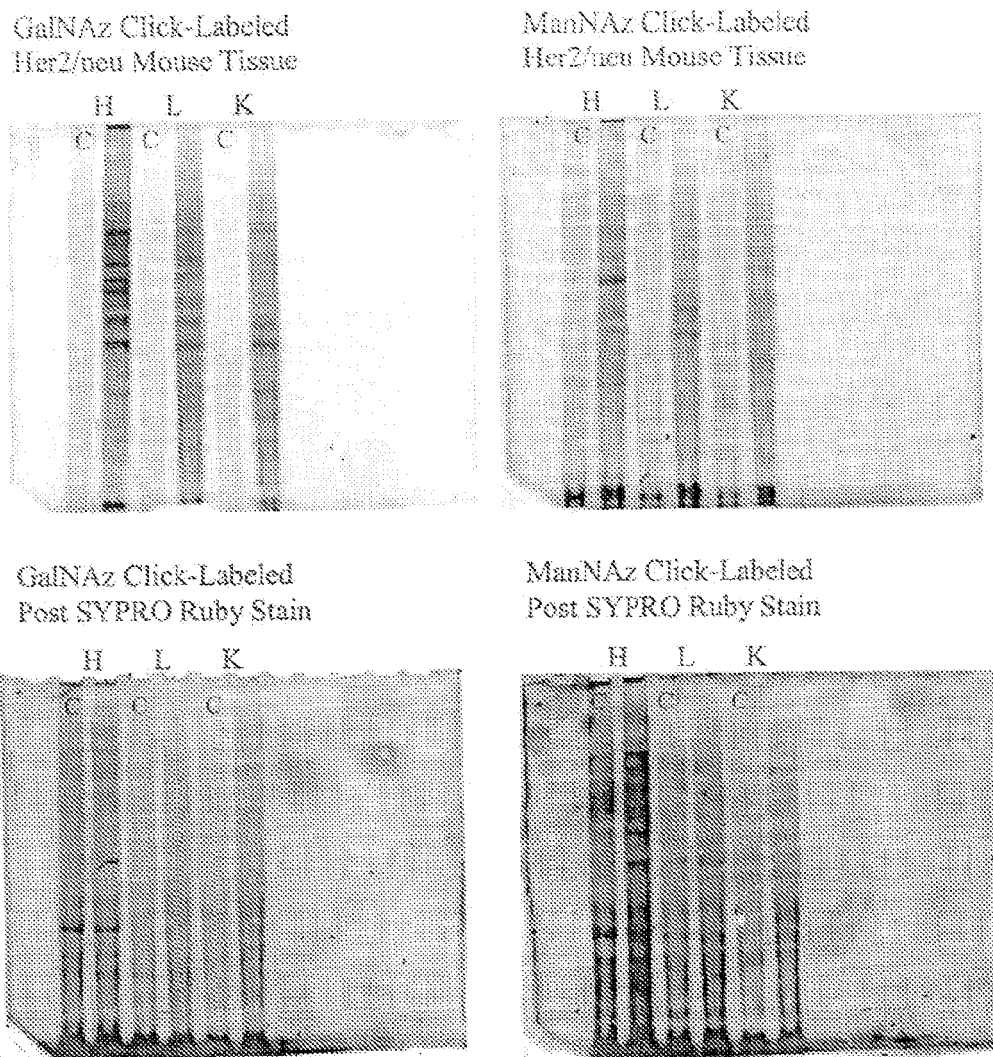 GalNAz Click-Labeled
Her2/neu Mouse Tissue
H L K
C C C
ManNAz Click-Labeled
Her2/neu Mouse Tissue
H L K
C C C
GalNAz Click-Labeled
Post SYPRO Ruby Stain
H L K
C C C
ManNAz Click-Labeled
Post SYPRO Ruby Stain
H L K
C C C